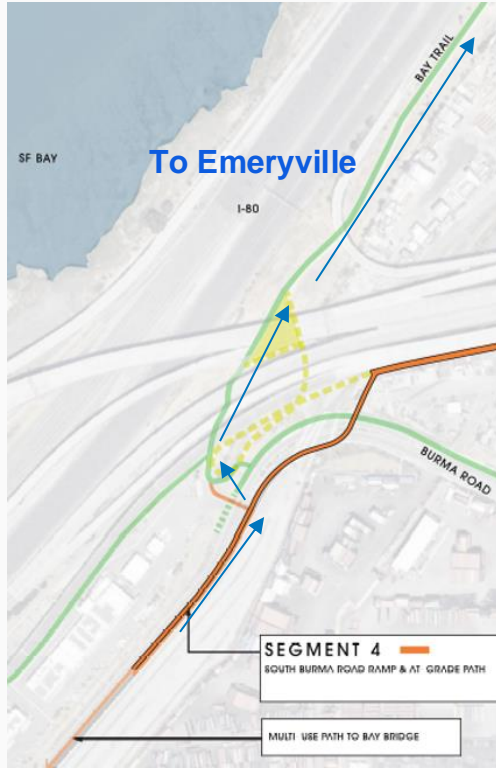 BAY TRAIL
SF BAY
To Emeryville
I-80
BURMA ROAD
SEGMENT 4
SOUTH BURMA ROAD RAMP & AT GRADE PATH
MULTI USE PATH TO BAY BRIDGE